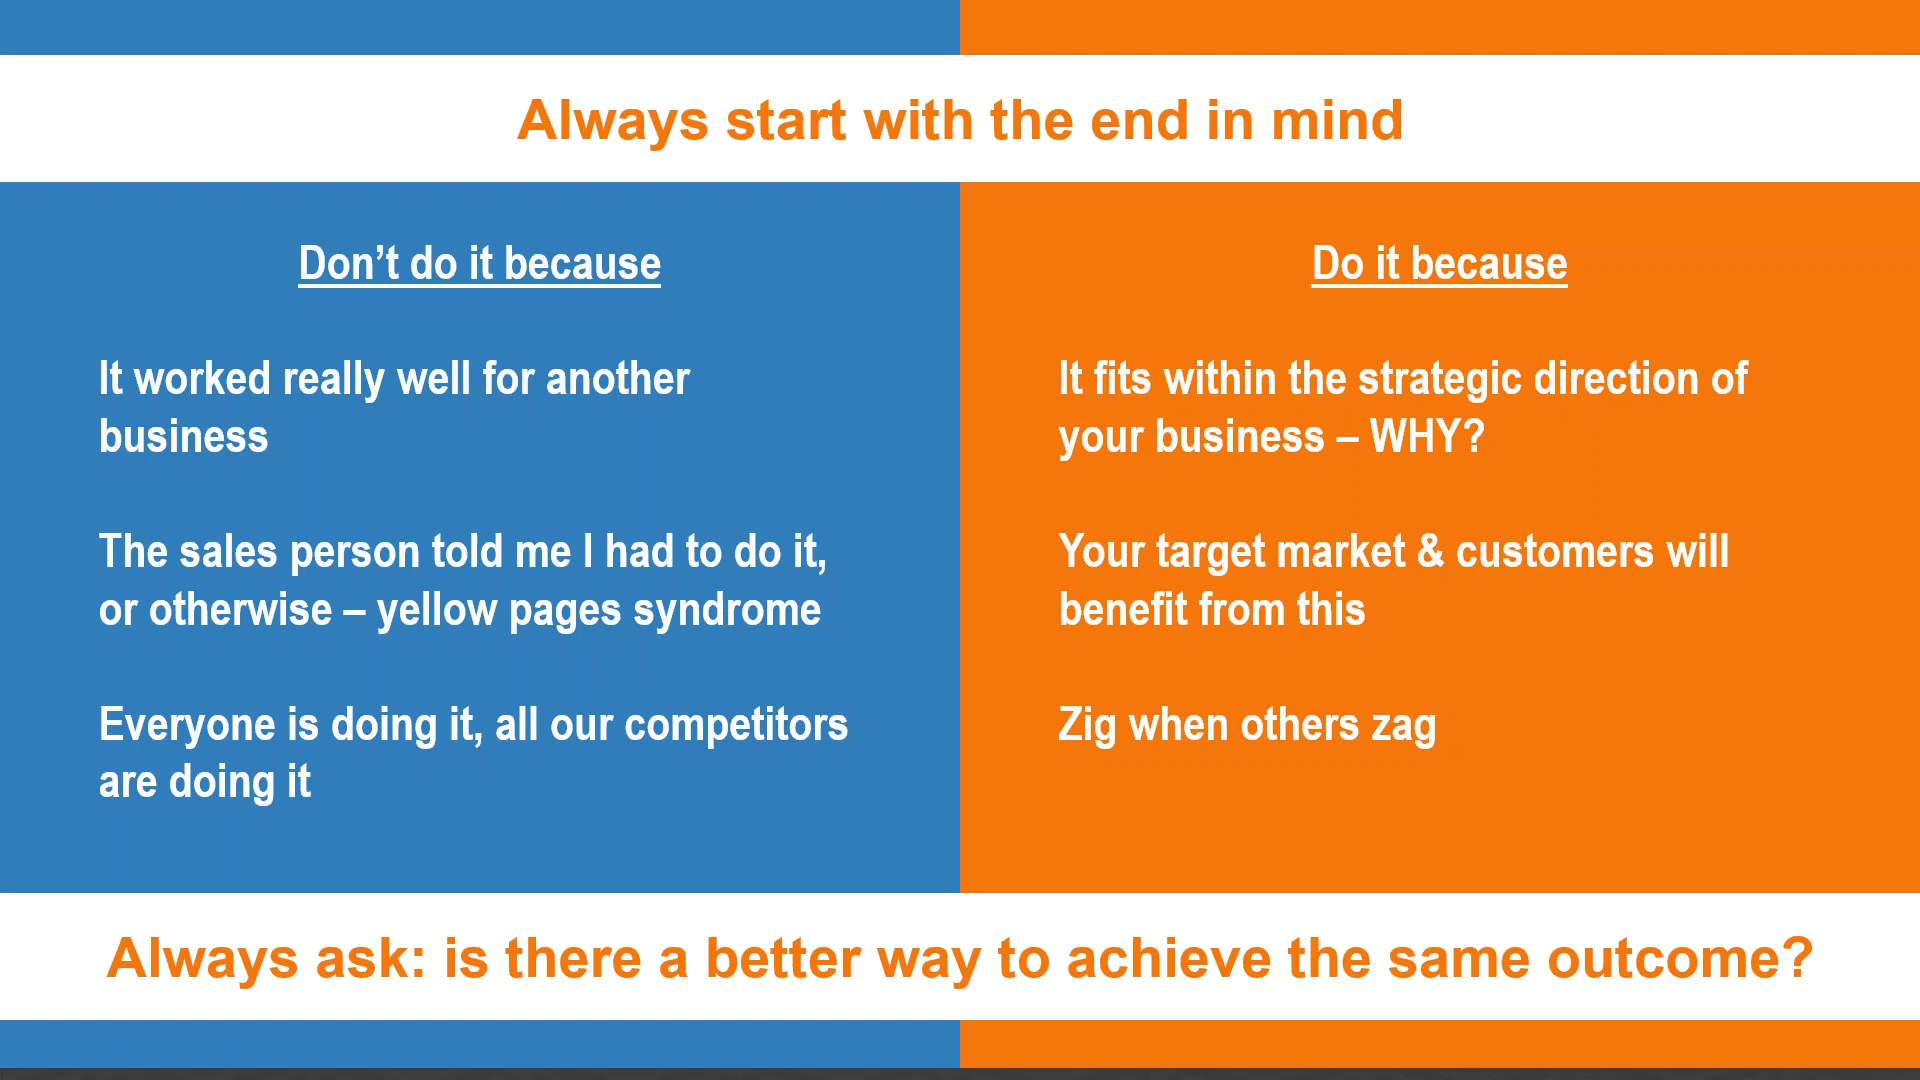 Always start with the end in mind
Don’t do it because
It worked really well for another
business
The sales person told me I had to do it,
or otherwise – yellow pages syndrome
Everyone is doing it, all our competitors
are doing it
Do it because
It fits within the strategic direction of
your business – WHY?
Your target market & customers will
benefit from this
Zig when others zag
Always ask: is there a better way to achieve the same outcome?